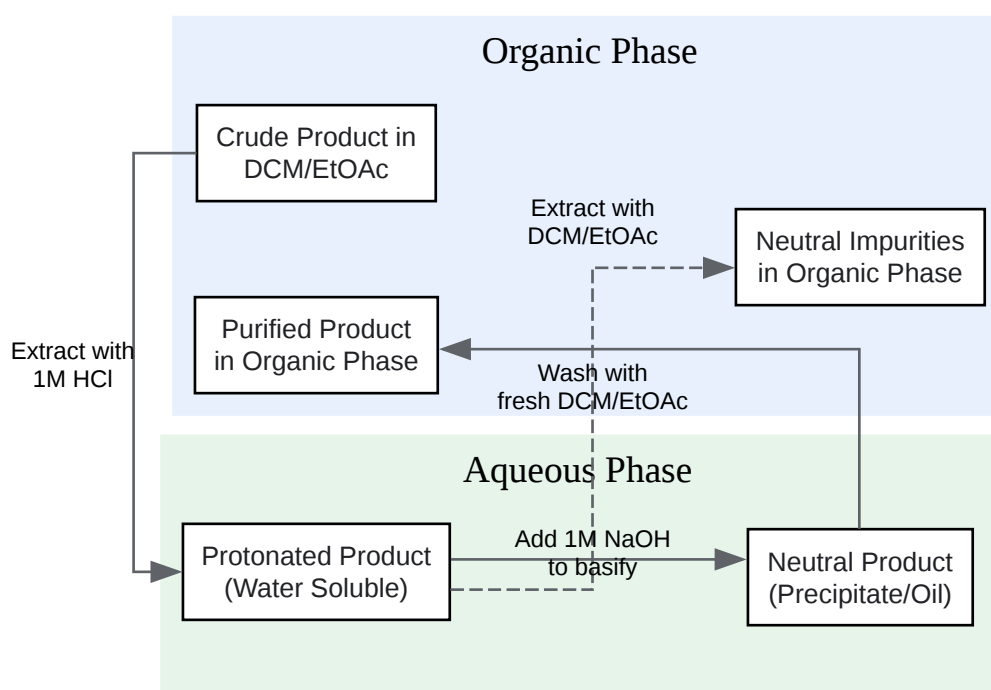 Organic Phase
Crude Product in
DCM/EtOAc
Extract with
DCM/EtOAc
Neutral Impurities
in Organic Phase
Purified Product
in Organic Phase
Extract with
1M HCl
Wash with
fresh DCM/EtOAc
Aqueous Phase
Protonated Product
(Water Soluble)
Add 1M NaOH
to basify
Neutral Product
(Precipitate/Oil)